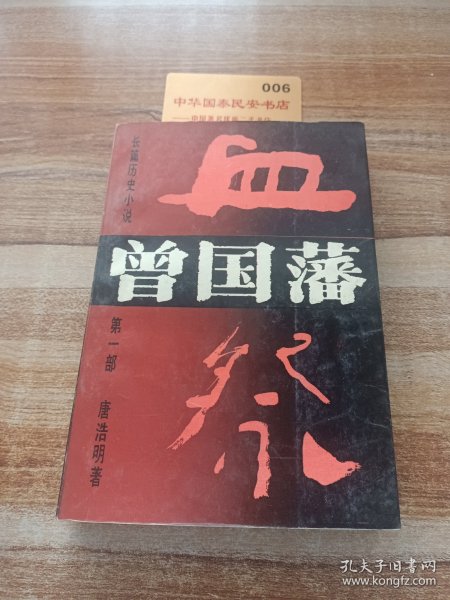 006
中华国泰民安书店
长篇历史小说
血
曾国藩
祭
第一部
唐浩明著
孔夫子旧书网
www.kongfz.com